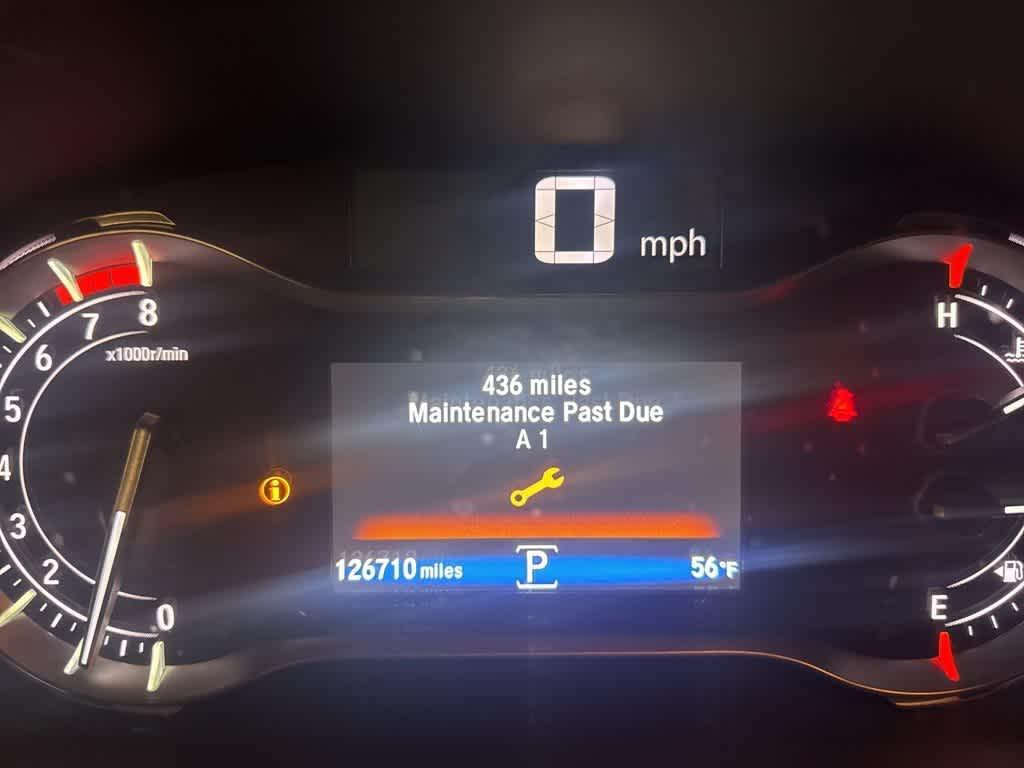 0 mph
8
7
x1000r/min
6
5
4
3
2
0
436 miles
Maintenance Past Due
A 1
i
126710 miles P 56°F
H
E